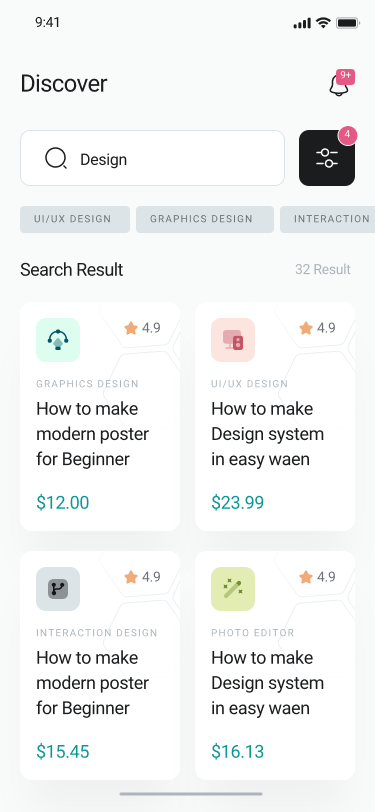 9:41
Discover
9+
4
Design
UI/UX DESIGN
GRAPHICS DESIGN
INTERACTION
Search Result
32 Result
4.9
GRAPHICS DESIGN
How to make
modern poster
for Beginner
$12.00
4.9
UI/UX DESIGN
How to make
Design system
in easy waen
$23.99
4.9
INTERACTION DESIGN
How to make
modern poster
for Beginner
$15.45
4.9
PHOTO EDITOR
How to make
Design system
in easy waen
$16.13